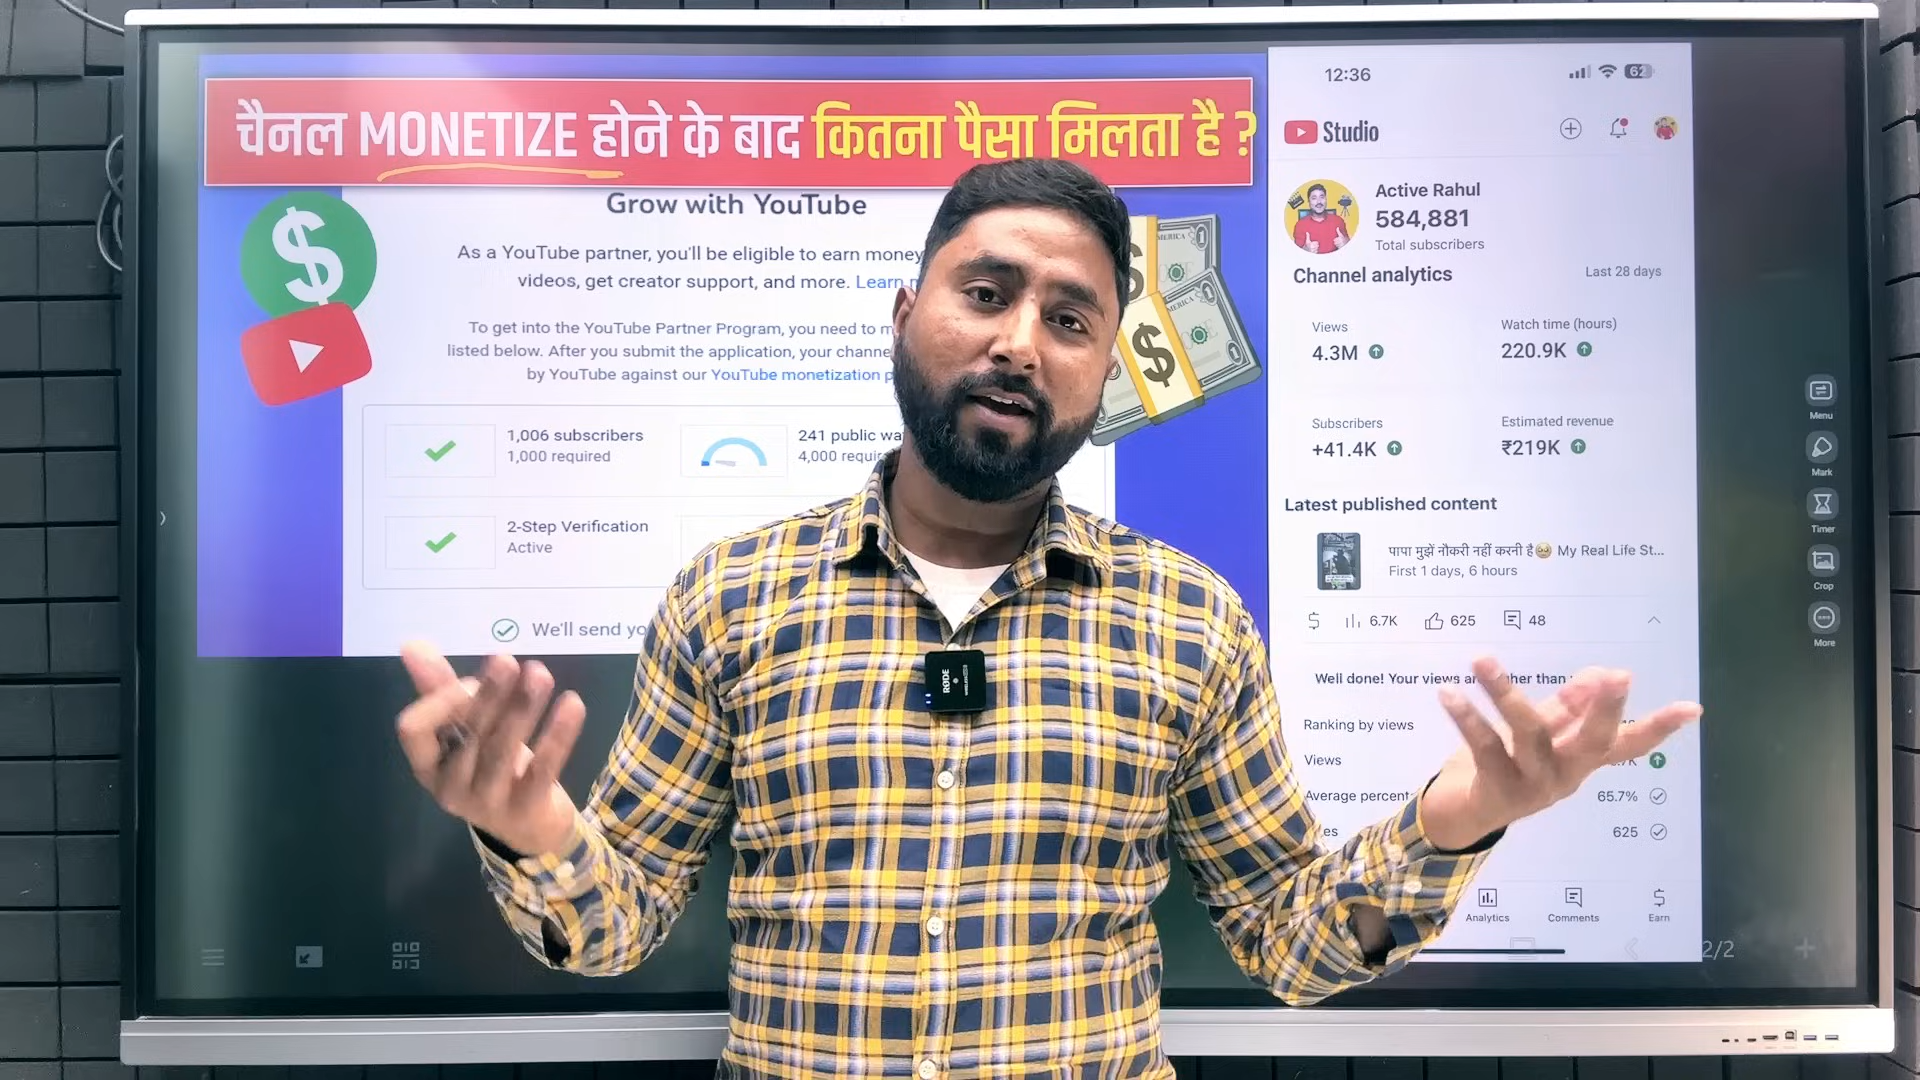 चैनल MONETIZE होने के बाद कितना पैसा मिलता है ?
Grow with YouTube
As a YouTube partner, you'll be eligible to earn money
videos, get creator support, and more. Learn
To get into the YouTube Partner Program, you need to
listed below. After you submit the application, your
by YouTube against our YouTube monetization
1,006 subscribers
1,000 required
241 public
4,000
2-Step Verification
Active
We'll send
12:36
62
Studio
Active Rahul
584,881
Total subscribers
Channel analytics
Last 28 days
Views
4.3M
Watch time (hours)
220.9K
Subscribers
+41.4K
Estimated revenue
₹219K
Latest published content
पापा मुझें नौकरी नहीं करनी है🥺 My Real Life St...
First 1 days, 6 hours
6.7K
625
48
Well done! Your views are higher than
Ranking by views
Views
Average
65.7%
625
Analytics
Comments
Earn
2/2
Menu
Mark
Timer
Crop
More
RØDE